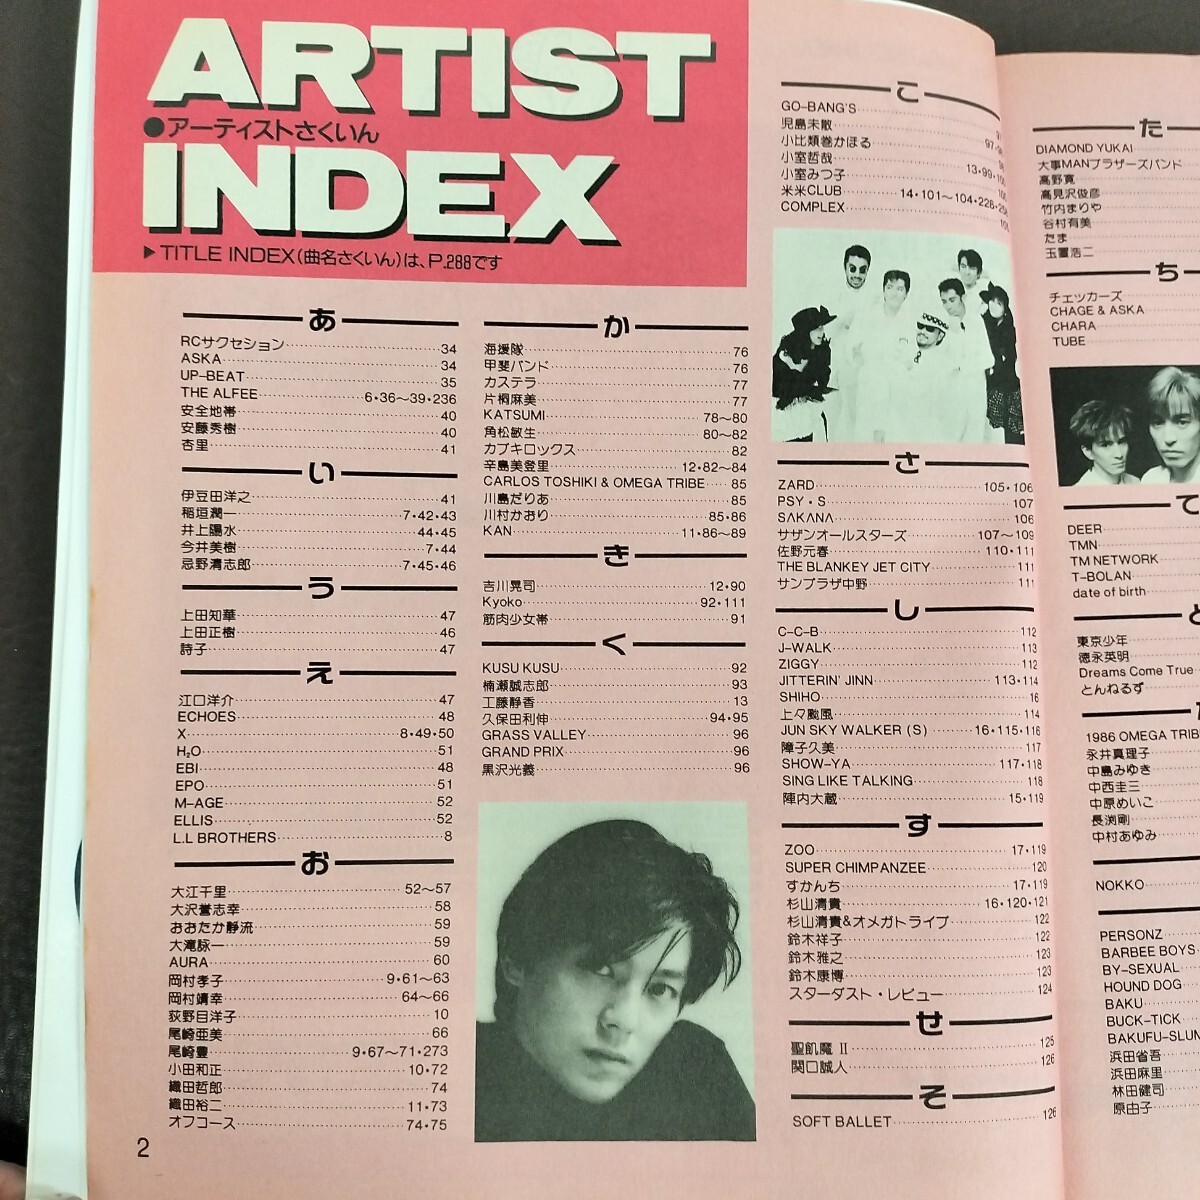 ARTIST
●アーティストさくいん
INDEX
▶TITLE INDEX(曲名さくいん)は、P.288です
あ
RCサクセション 34
ASKA 34
UP-BEAT 35
THE ALFEE 6・36〜39・236
安全地帯 40
安藤秀樹 40
杏里 41
い
伊豆田洋之 41
稲垣潤一 7・42・43
井上陽水 44・45
今井美樹 7・44
忌野清志郎 7・45・46
う
上田知華 47
上田正樹 46
詩子 47
え
江口洋介 47
ECHOES 48
X 8・49・50
H₂O 51
EBI 48
EPO 51
M-AGE 52
ELLIS 52
L.L BROTHERS 8
お
大江千里 52〜57
大沢誉志幸 58
おおたか静流 59
大滝詠一 59
AURA 60
岡村孝子 9・61〜63
岡村靖幸 64〜66
荻野目洋子 10
尾崎亜美 66
尾崎豊 9・67〜71・273
小田和正 10・72
織田哲郎 74
織田裕二 11・73
オフコース 74・75
2
か
海援隊 76
甲斐バンド 76
カステラ 77
片桐麻美 77
KATSUMI 78〜80
角松敏生 80〜82
カブキロックス 82
辛島美登里 12・82〜84
CARLOS TOSHIKI & OMEGA TRIBE 85
川島だりあ 85
川村かおり 85・86
KAN 11・86〜89
き
吉川晃司 12・90
Kyoko 92・111
筋肉少女帯 91
く
KUSU KUSU 92
楠瀬誠志郎 93
工藤静香 13
久保田利伸 94・95
GRASS VALLEY 96
GRAND PRIX 96
黒沢光義 96
こ
GO-BANG'S
児島未散
小比類巻かほる
小室哲哉
小室みつ子 13・99・100
米米CLUB 14・101〜104・228・
COMPLEX
さ
ZARD 105・106
PSY・S 107
SAKANA 106
サザンオールスターズ 107〜109
佐野元春 110・111
THE BLANKEY JET CITY 111
サンプラザ中野 111
し
C-C-B 112
J-WALK 113
ZIGGY 112
JITTERIN' JINN 113・114
SHIHO 16
上々颱風 114
JUN SKY WALKER (S) 16・115・116
障子久美 117
SHOW-YA 117・118
SING LIKE TALKING 118
陣内大蔵 15・119
す
ZOO 17・119
SUPER CHIMPANZEE 120
すかんち 17・119
杉山清貴 16・120・121
杉山清貴&オメガトライブ 122
鈴木祥子 122
鈴木雅之 123
鈴木康博 123
スターダスト・レビュー 124
せ
聖飢魔 II 125
関口誠人 126
そ
SOFT BALLET 126
た
DIAMOND YUKAI
大事MANブラザーズバンド
高野寛
高見沢俊彦
竹内まりや
谷村有美
たま
玉置浩二
ち
チェッカーズ
CHAGE & ASKA
CHARA
TUBE
て
DEER
TMN
TM NETWORK
T-BOLAN
date of birth
と
東京少年
徳永英明
Dreams Come True
とんねるず
1986 OMEGA TRIBE
永井真理子
中島みゆき
中西圭三
中原めいこ
長渕剛
中村あゆみ
NOKKO
PERSONZ
BARBEE BOYS
BY-SEXUAL
HOUND DOG
BAKU
BUCK-TICK
BAKUFU-SLUM
浜田省吾
浜田麻里
林田健司
原由子